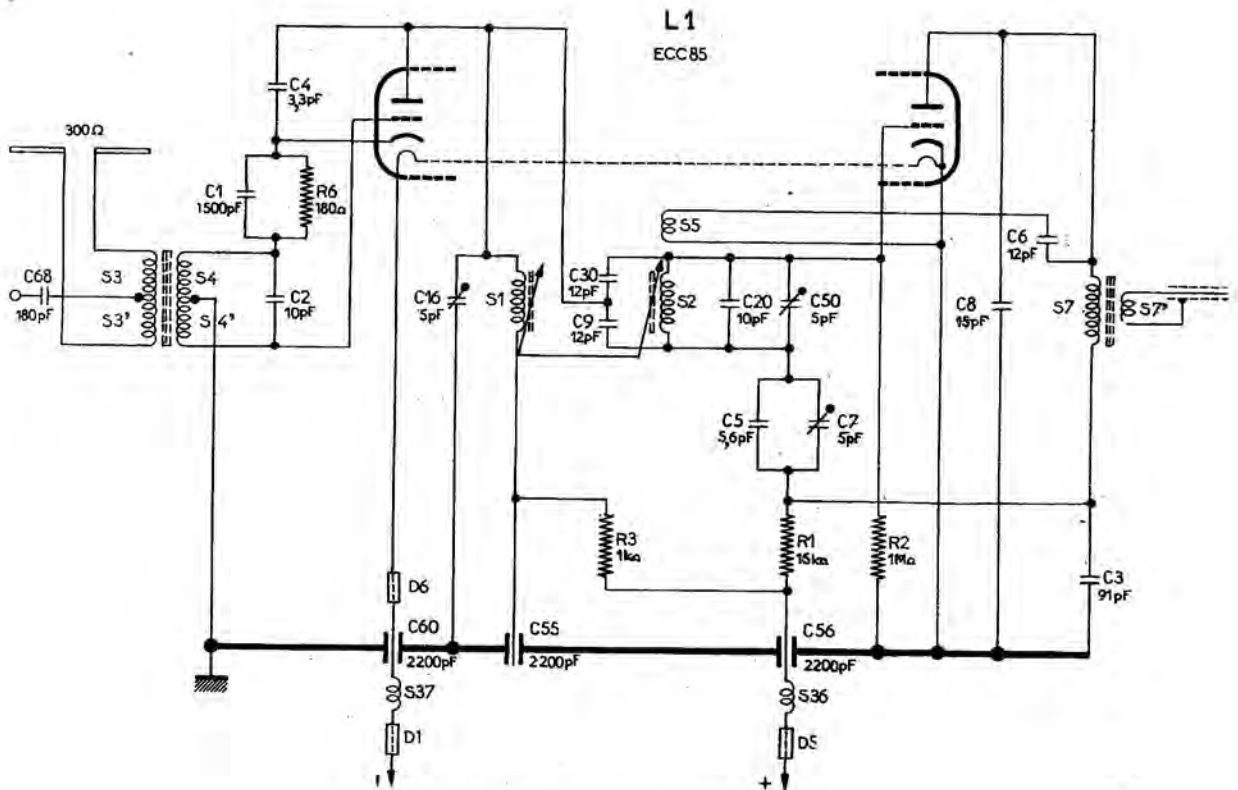 L1
ECC85
C4
3,3pF
300Ω
C1
1500pF
R6
180Ω
S5
C6
12pF
C68
180pF
S3
S3'
S4
S4'
C2
10pF
C16
5pF
S1
C30
12pF
C9
12pF
S2
C20
10pF
C50
5pF
C8
15pF
S7
S7'
C5
5,6pF
C7
5pF
R3
1kΩ
R1
15kΩ
R2
1MΩ
C3
91pF
D6
C60
2200pF
C55
2200pF
C56
2200pF
S37
S36
D1
D5
+